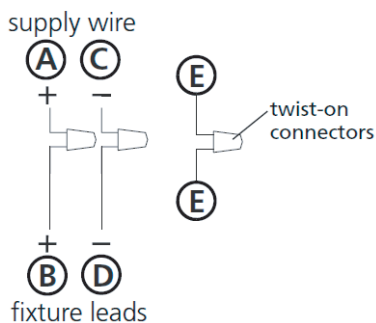 supply wire
A C
+ −
E
twist-on
connectors
E
+ −
B D
fixture leads